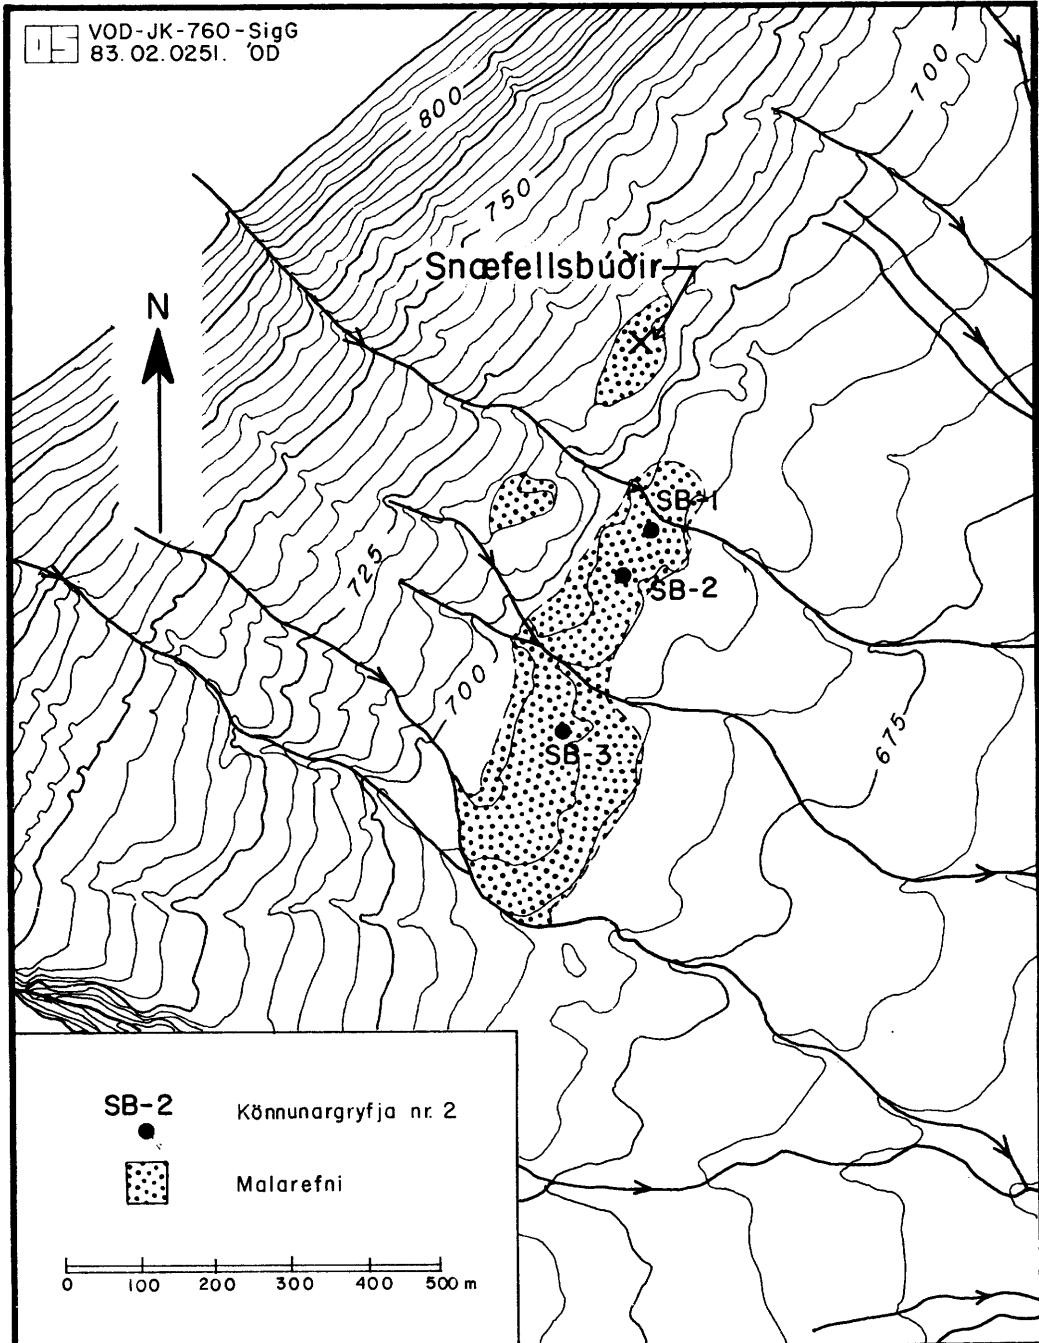 OS VOD-JK-760-SigG
83.02.0251. ÓD
800
700
750
Snæfellsbúðir
N
SB-1
725
SB-2
700
675
SB-3
SB-2 Könnunargryfja nr. 2
Malarefni
0 100 200 300 400 500 m